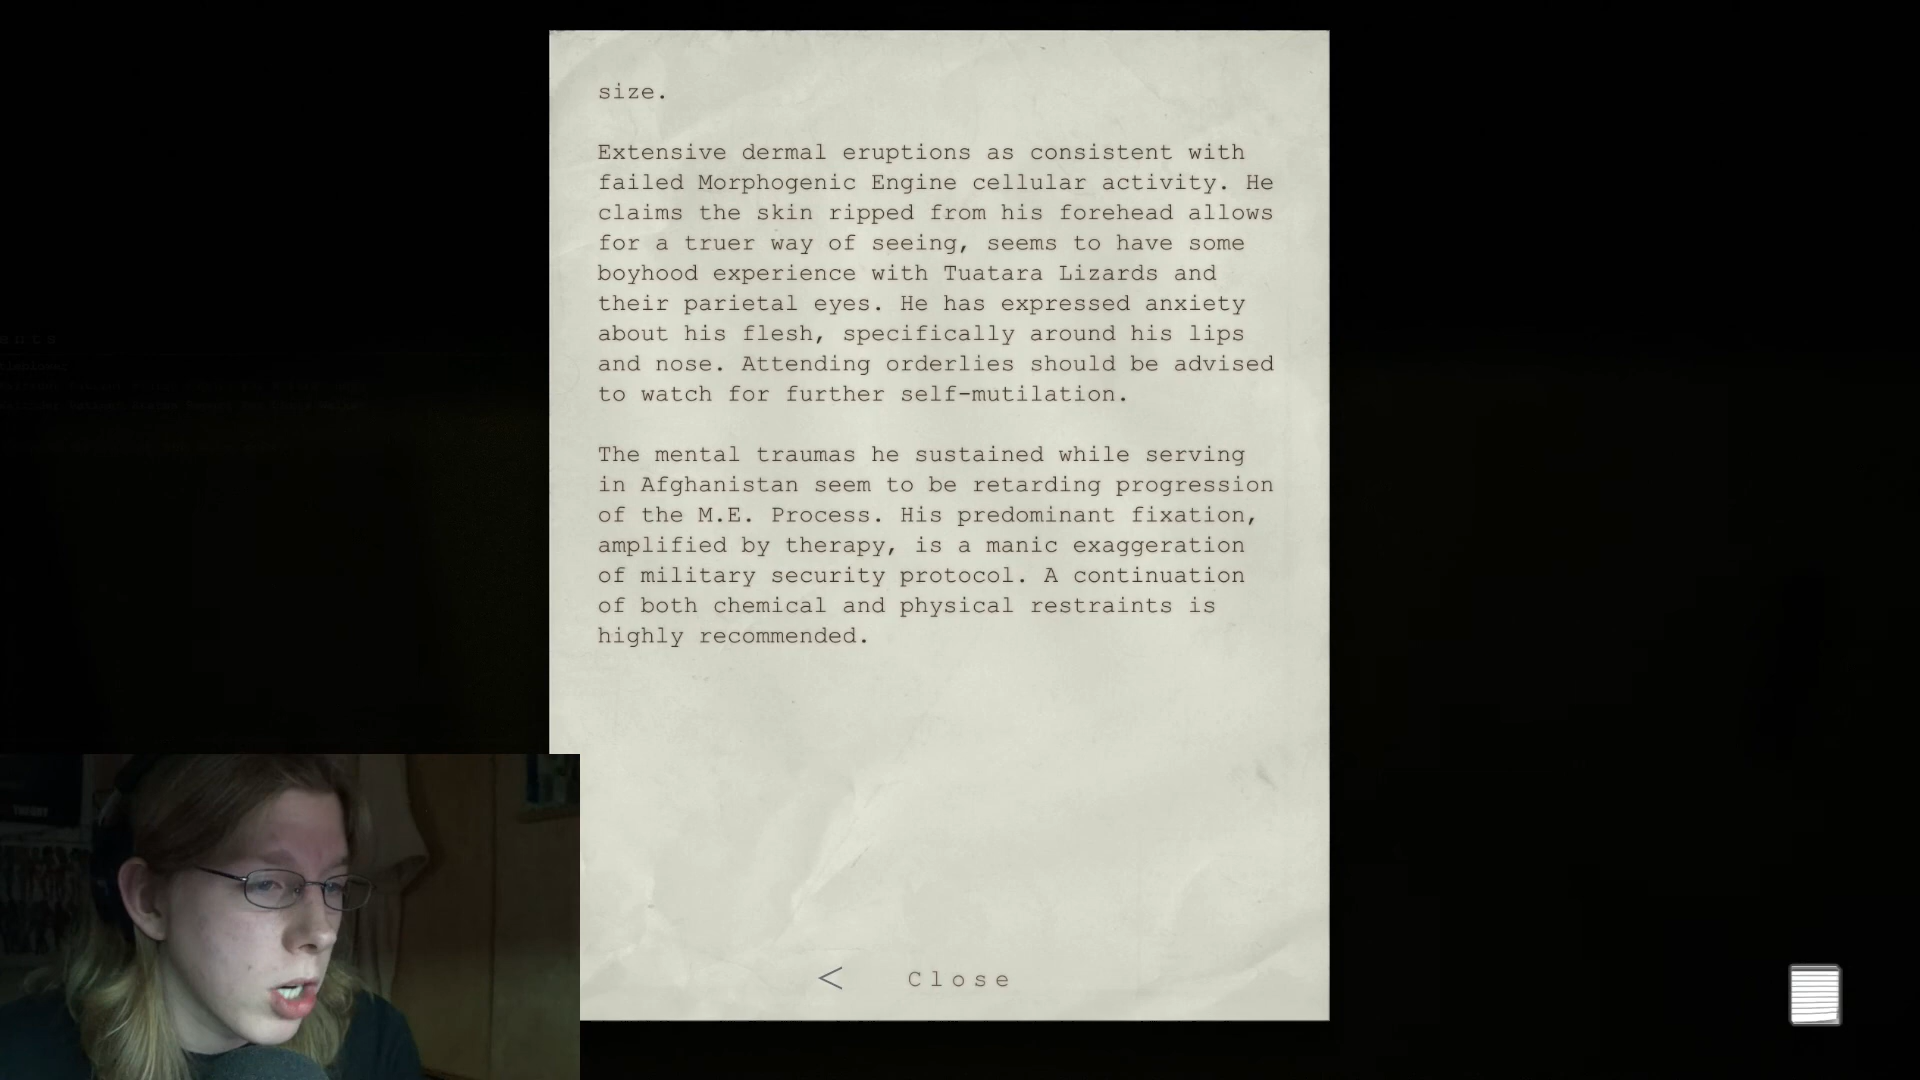 size.
Extensive dermal eruptions as consistent with
failed Morphogenic Engine cellular activity. He
claims the skin ripped from his forehead allows
for a truer way of seeing, seems to have some
boyhood experience with Tuatara Lizards and
their parietal eyes. He has expressed anxiety
about his flesh, specifically around his lips
and nose. Attending orderlies should be advised
to watch for further self-mutilation.
The mental traumas he sustained while serving
in Afghanistan seem to be retarding progression
of the M.E. Process. His predominant fixation,
amplified by therapy, is a manic exaggeration
of military security protocol. A continuation
of both chemical and physical restraints is
highly recommended.
< Close